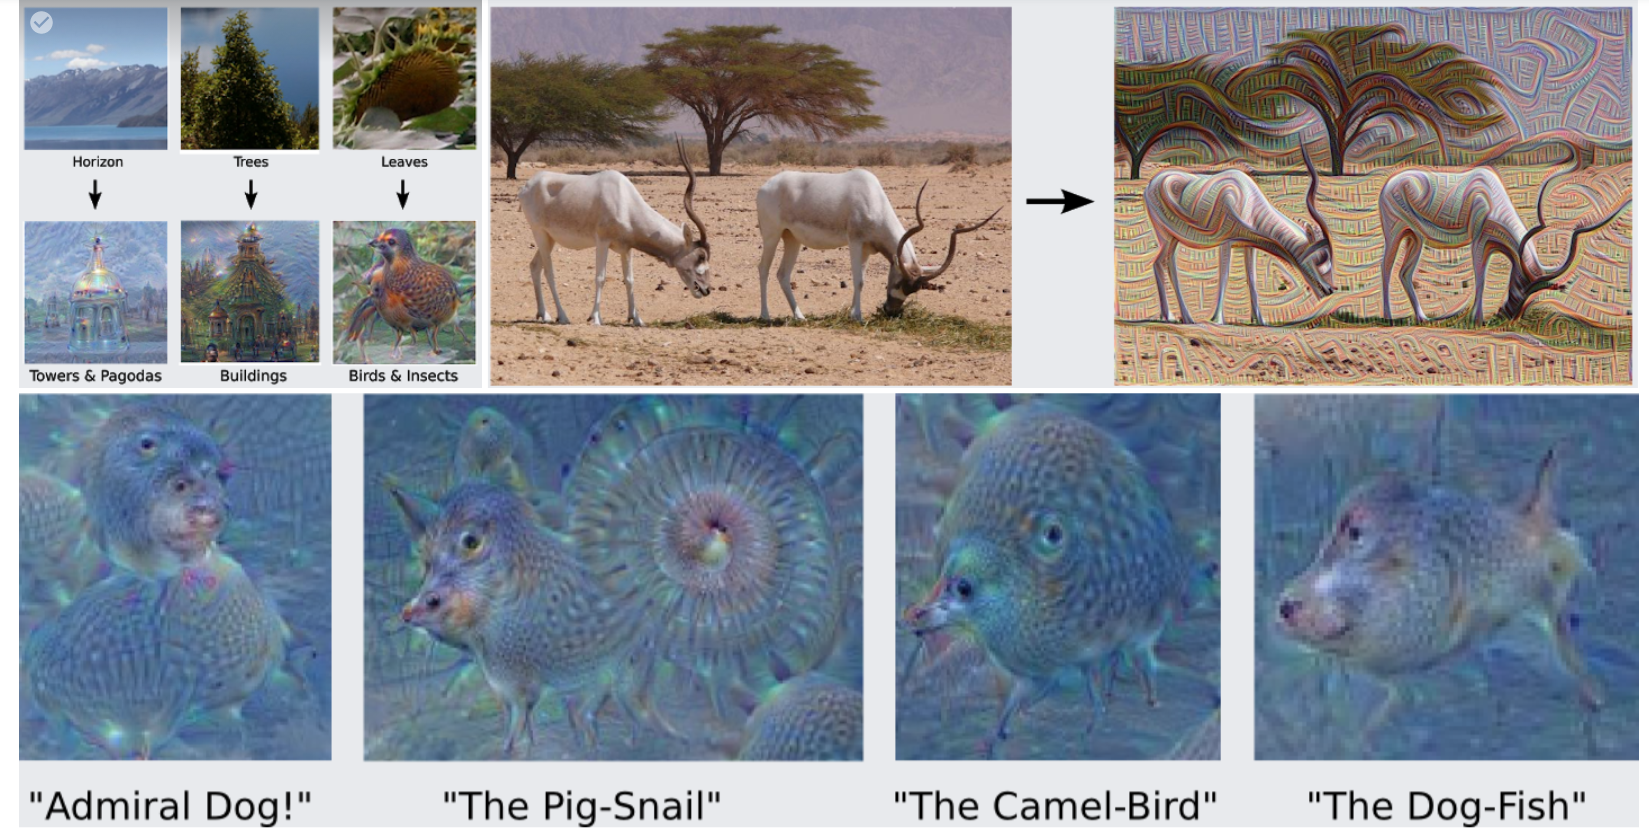 Horizon
Trees
Leaves
Towers & Pagodas
Buildings
Birds & Insects
"Admiral Dog!"
"The Pig-Snail"
"The Camel-Bird"
"The Dog-Fish"